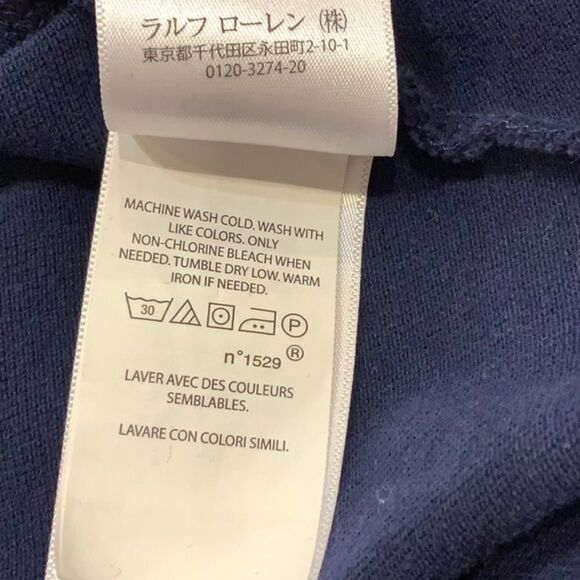 ラルフ ローレン (株)
東京都千代田区永田町2-10-1
0120-3274-20
MACHINE WASH COLD. WASH WITH
LIKE COLORS. ONLY
NON-CHLORINE BLEACH WHEN
NEEDED. TUMBLE DRY LOW. WARM
IRON IF NEEDED.
30 P
n°1529 ®
LAVER AVEC DES COULEURS
SEMBLABLES.
LAVARE CON COLORI SIMILI.